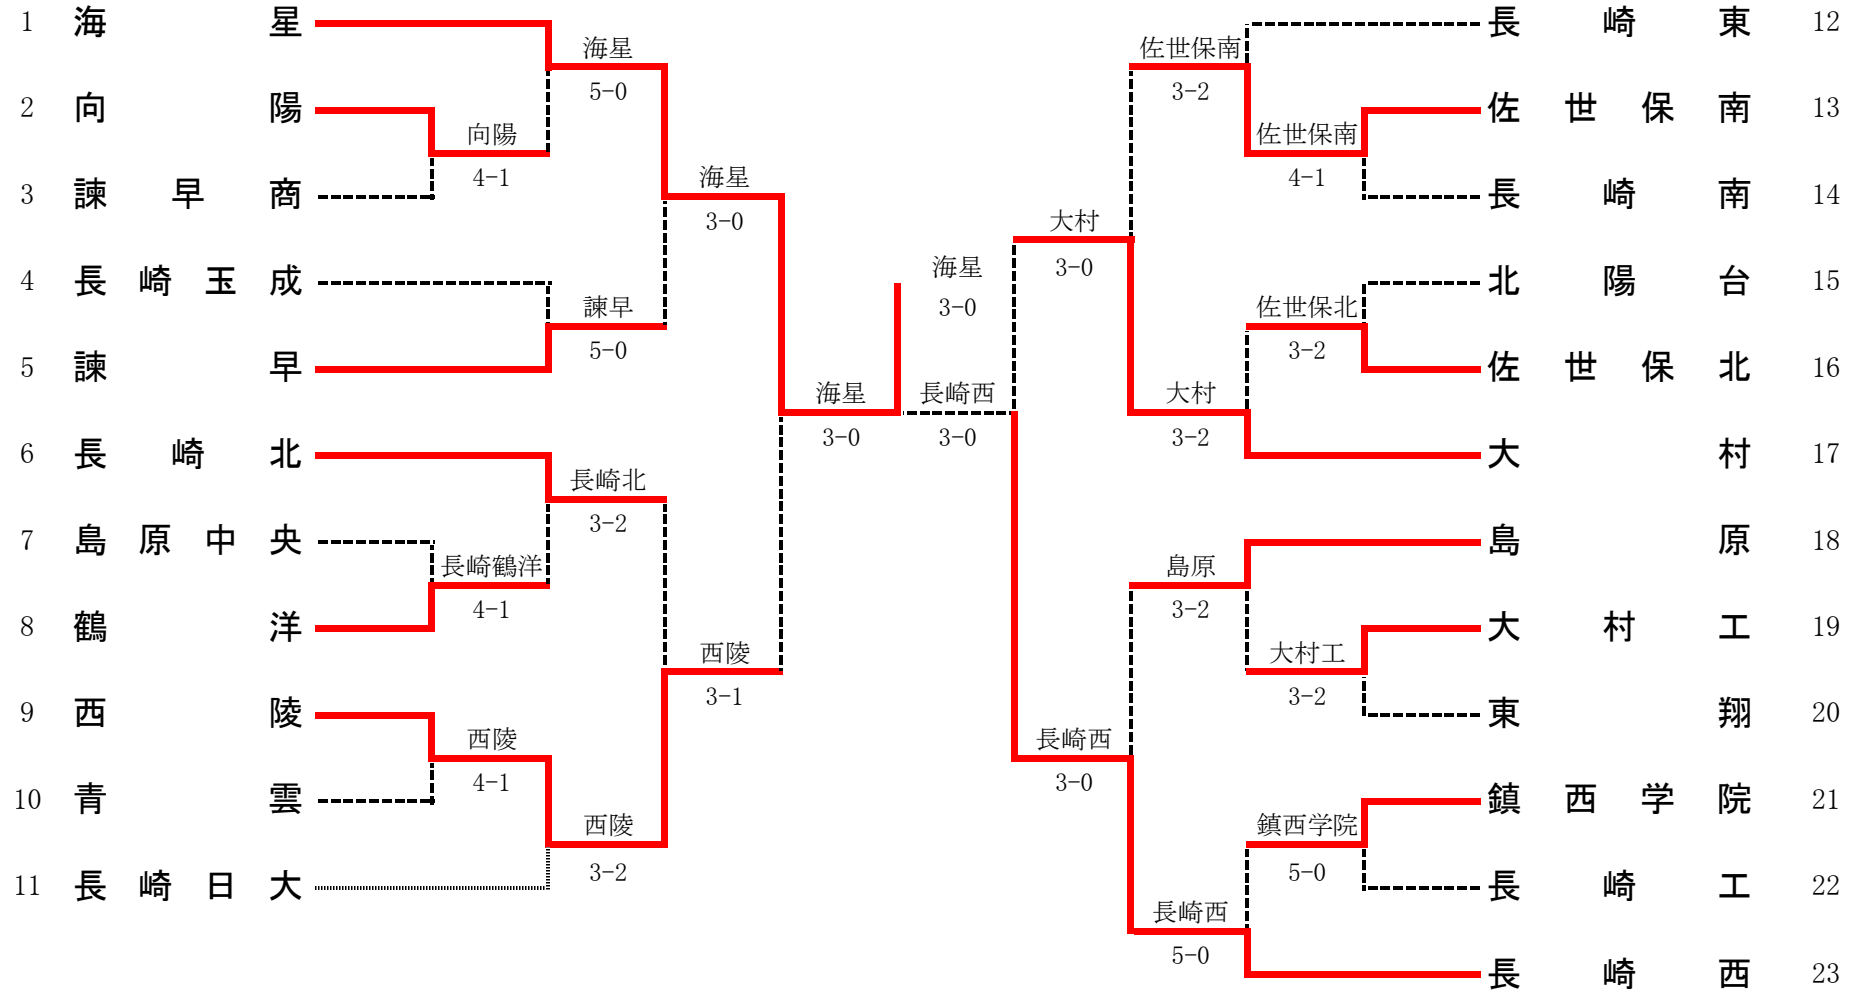 1 海星
2 向陽
3 諫早商
4 長崎玉成
5 諫早
6 長崎北
7 島原中央
8 鶴洋
9 西陵
10 青雲
11 長崎日大
向陽
4-1
長崎鶴洋
4-1
西陵
4-1
海星
5-0
諫早
5-0
長崎北
3-2
西陵
3-2
海星
3-0
西陵
3-1
海星
3-0
海星
3-0
長崎西
3-0
大村
3-0
長崎西
3-0
佐世保南
3-2
大村
3-2
島原
3-2
長崎西
5-0
佐世保南
4-1
佐世保北
3-2
大村工
3-2
鎮西学院
5-0
長崎東 12
佐世保南 13
長崎南 14
北陽台 15
佐世保北 16
大村 17
島原 18
大村工 19
東翔 20
鎮西学院 21
長崎工 22
長崎西 23